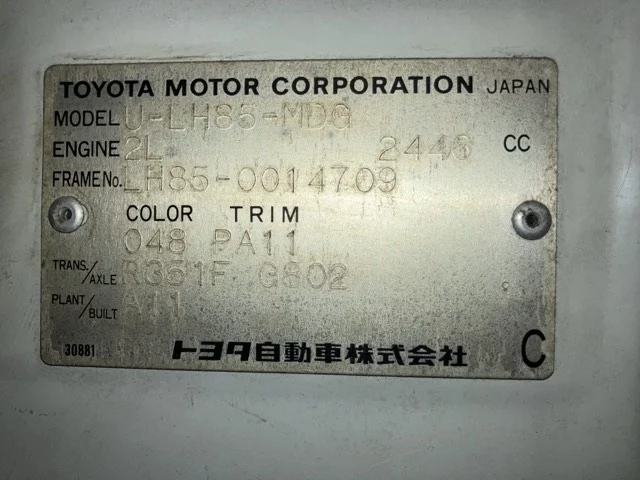 TOYOTA MOTOR CORPORATION JAPAN
MODEL U-LH85-MDG
ENGINE 2L 2446 CC
FRAME No. LH85-0014709
COLOR TRIM
048 PA11
TRANS./AXLE R351F G802
PLANT/BUILT A11
30881 トヨタ自動車株式会社 C